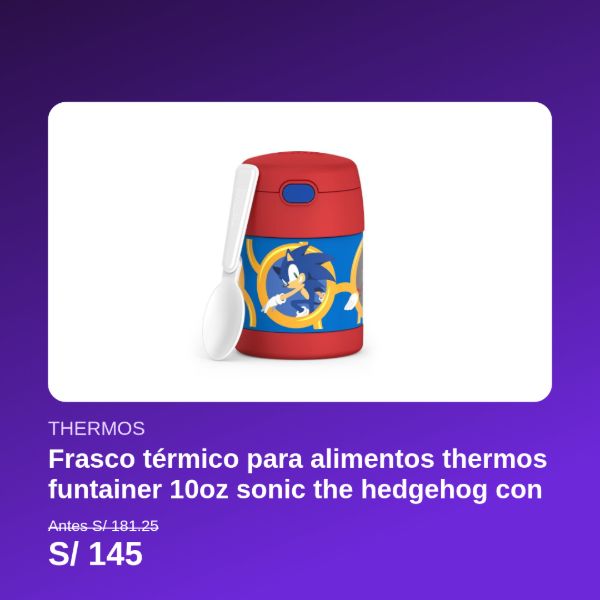 THERMOS
Frasco térmico para alimentos thermos
funtainer 10oz sonic the hedgehog con
Antes S/ 181.25
S/ 145